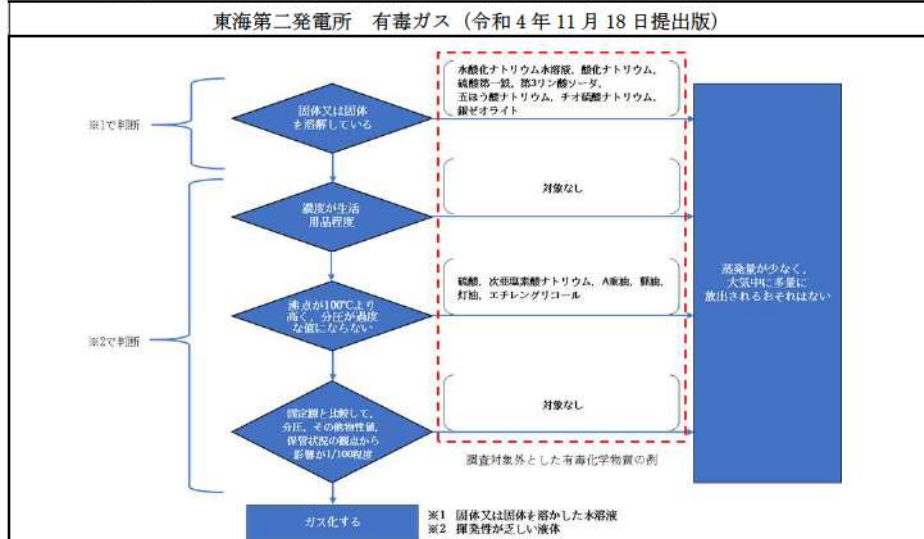 東海第二発電所 有毒ガス（令和4年11月18日提出版）
水酸化ナトリウム水溶液、酸化ナトリウム、
硫酸第一鉄、第3リン酸ソーダ、
五ほう酸ナトリウム、チオ硫酸ナトリウム、
銀ゼオライト
固体又は固体
を溶解している
※1で判断
対象なし
濃度が生活
用品程度
硫酸、次亜塩素酸ナトリウム、A重油、軽油、
灯油、エチレングリコール
沸点が100℃より
高く、分圧が過度
な値にならない
※2で判断
対象なし
固定源と比較して、
分圧、その他物性値、
保管状況の観点から
影響が1/100程度
蒸発量が少なく、
大気中に多量に
放出されるおそれはない
調査対象外とした有毒化学物質の例
ガス化する
※1 固体又は固体を溶かした水溶液
※2 揮発性が乏しい液体